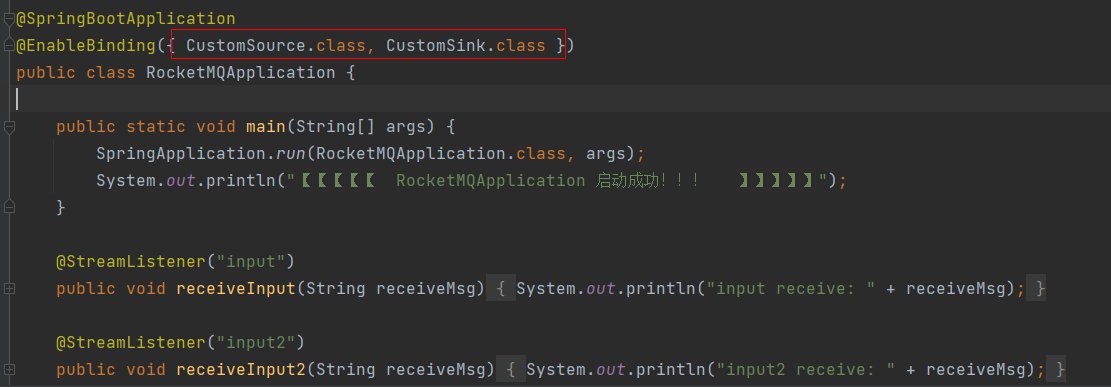 @SpringBootApplication
@EnableBinding({ CustomSource.class, CustomSink.class })
public class RocketMQApplication {
public static void main(String[] args) {
SpringApplication.run(RocketMQApplication.class, args);
System.out.println("【【【【【 RocketMQApplication 启动成功！！！ 】】】】】");
}
@StreamListener("input")
public void receiveInput(String receiveMsg) { System.out.println("input receive: " + receiveMsg); }
@StreamListener("input2")
public void receiveInput2(String receiveMsg) { System.out.println("input2 receive: " + receiveMsg); }